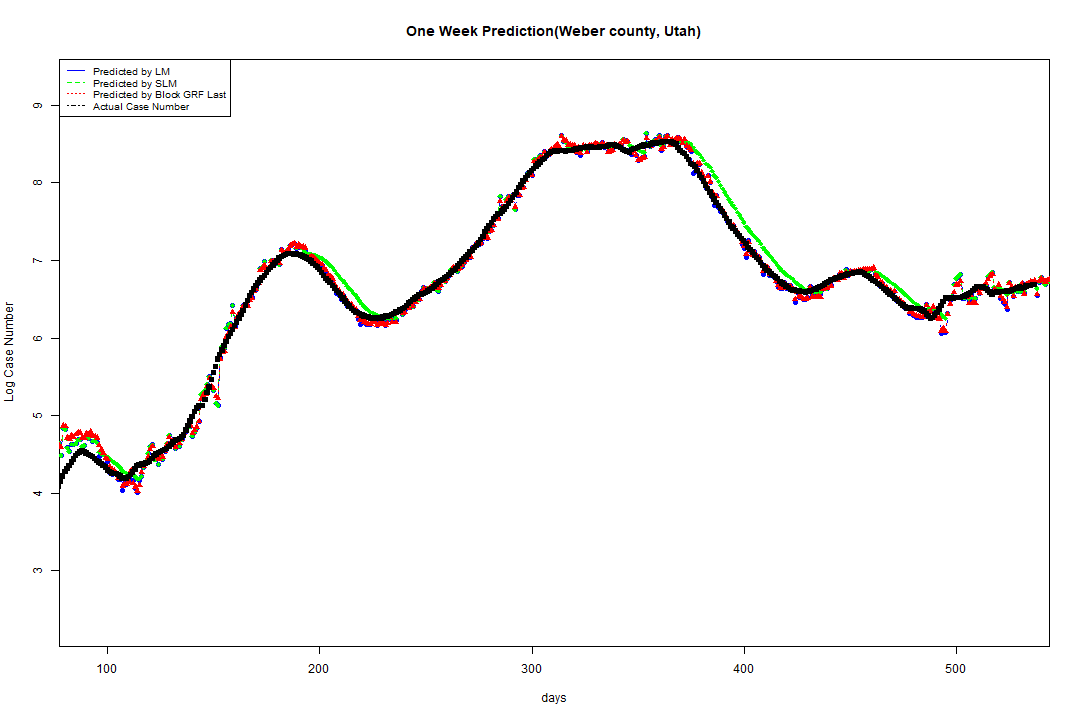 One Week Prediction(Weber county, Utah)
Predicted by LM
Predicted by SLM
Predicted by Block GRF Last
Actual Case Number
9
8
7
6
5
4
3
Log Case Number
100 200 300 400 500
days